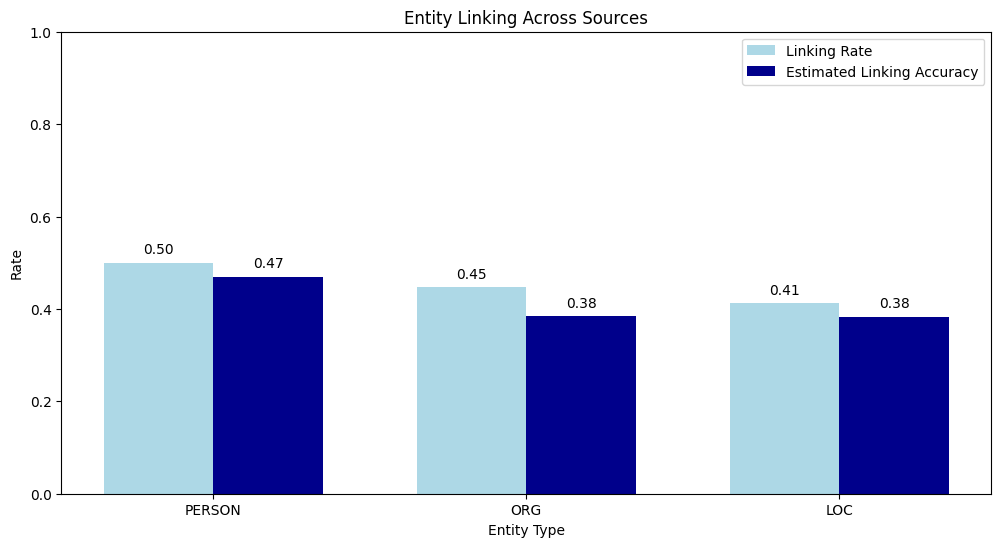 Entity Linking Across Sources
Linking Rate
Estimated Linking Accuracy
Rate
1.0
0.8
0.6
0.4
0.2
0.0
0.50
0.47
0.45
0.38
0.41
0.38
PERSON
ORG
LOC
Entity Type